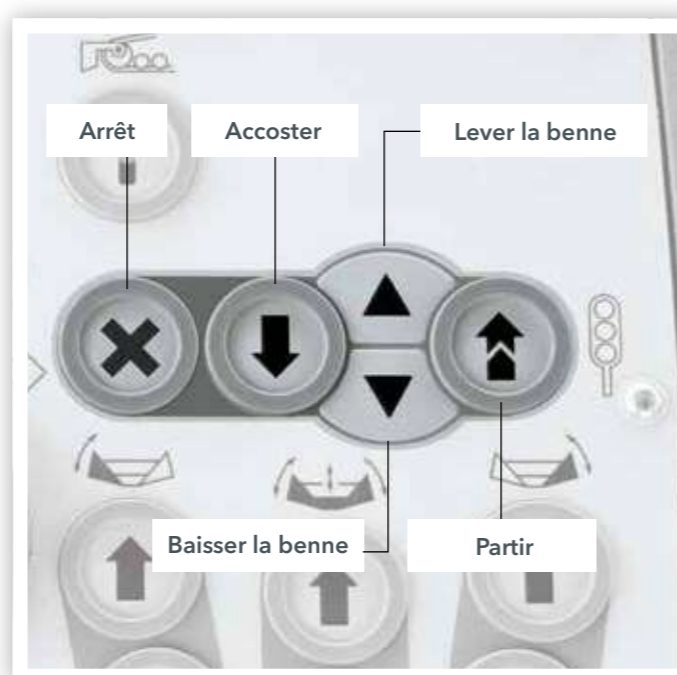 Arrêt
Accoster
Lever la benne
Baisser la benne
Partir